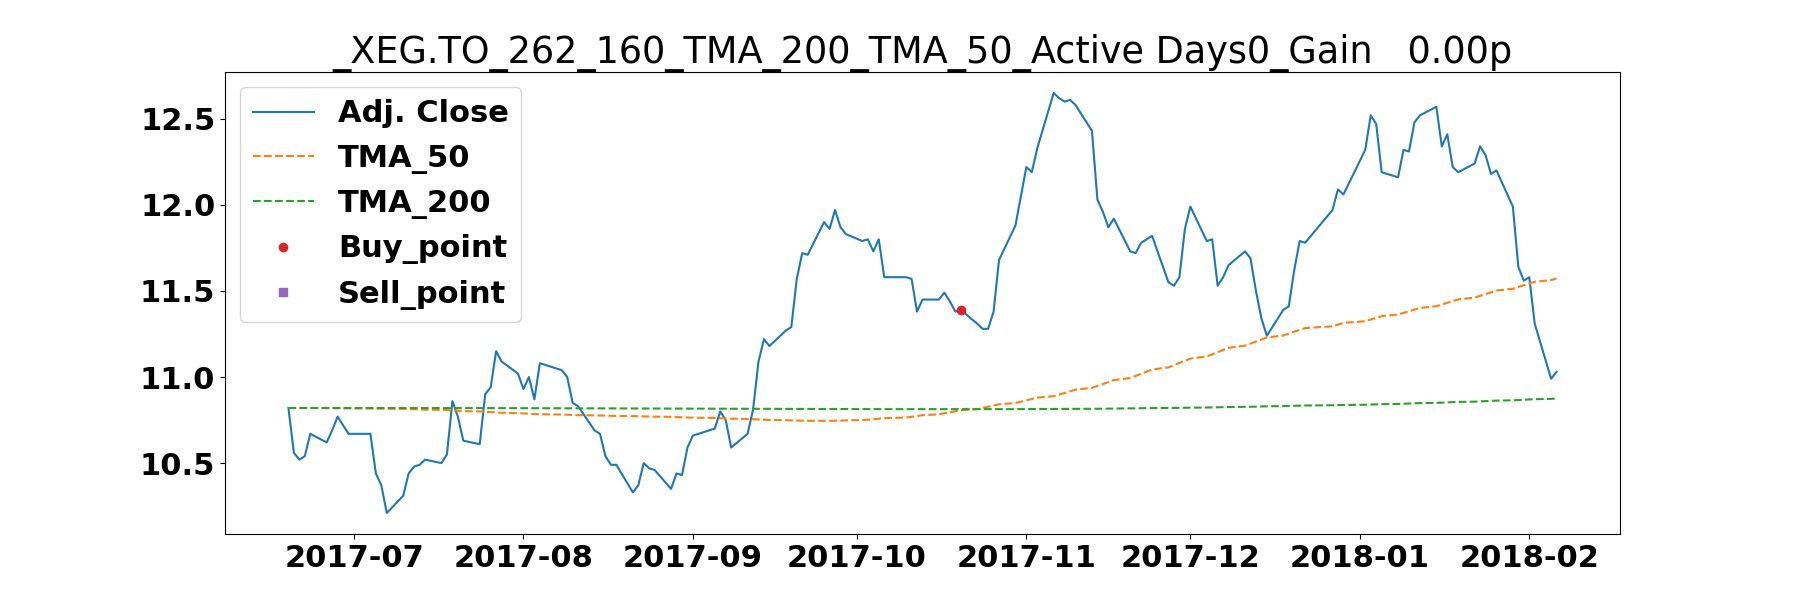 _XEG.TO_262_160_TMA_200_TMA_50_Active Days0_Gain   0.00p
Adj. Close
TMA_50
TMA_200
Buy_point
Sell_point
12.5
12.0
11.5
11.0
10.5
2017-07 2017-08 2017-09 2017-10 2017-11 2017-12 2018-01 2018-02